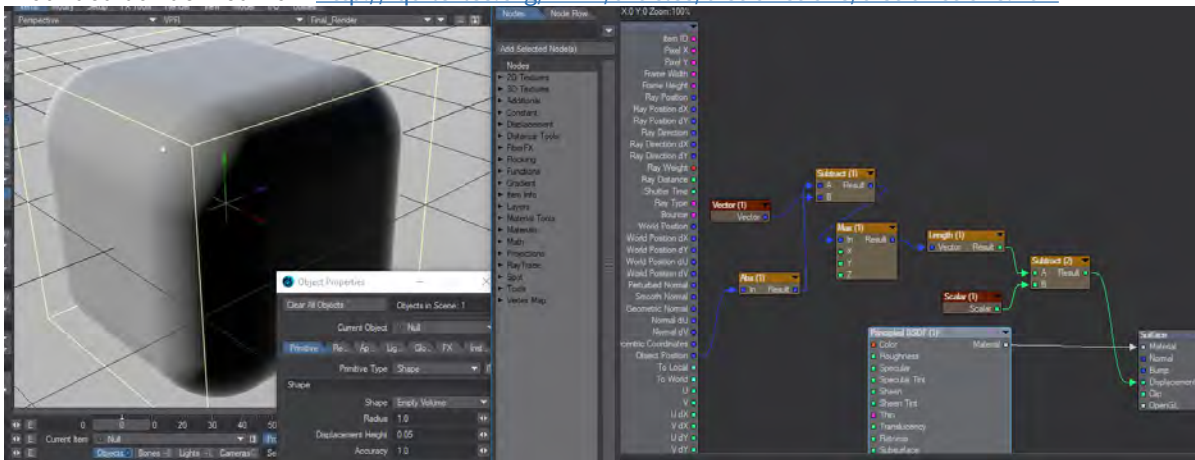 Perspective
VPR
Final_Render
Nodes
Node Row
X:0 Y:0 Zoom:100%
Add Selected Node(s)
Nodes
2D Textures
3D Textures
Additional
Constant
Displacement
Distance Tools
FiberFX
Flocking
Functions
Gradient
Item Info
Layers
Material Tools
Materials
Math
Projections
RayTrace
Spot
Tools
Vertex Map
Item ID
Pixel X
Pixel Y
Frame Width
Frame Height
Ray Position
Ray Position dX
Ray Position dY
Ray Direction
Ray Direction dX
Ray Direction dY
Ray Weight
Ray Distance
Shutter Time
Ray Type
Bounce
World Position
World Position dX
World Position dY
World Position dU
World Position dV
Perturbed Normal
Smooth Normal
Geometric Normal
Normal dU
Normal dV
centric Coordinates
Object Position
To Local
To World
U
V
U dX
V dX
U dY
V dY
Vector (1)
Vector
Subtract (1)
A Result
B
Abs (1)
In Result
Max (1)
In Result
X
Y
Z
Length (1)
Vector Result
Scalar (1)
Scalar
Subtract (2)
A Result
B
Principled BSDF (1)
Color Material
Roughness
Specular
Specular Tint
Sheen
Sheen Tint
Thin
Translucency
Flatness
Subsurface
Surface
Material
Normal
Bump
Displacement
Clip
OpenGL
Object Properties
Clear All Objects
Objects in Scene: 1
Current Object Null
Primitive
Primitive Type Shape
Shape
Shape Empty Volume
Radius 1.0
Displacement Height 0.05
Accuracy 1.0
0 0 10 20 30 40 50
Current Item Null
Objects Bones Lights Cameras